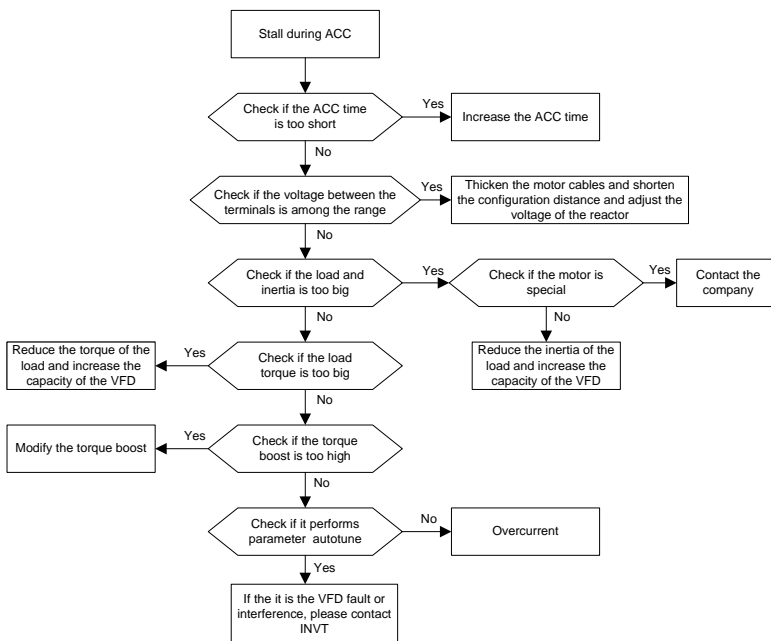 Stall during ACC
Check if the ACC time
is too short
Yes
Increase the ACC time
No
Check if the voltage between the
terminals is among the range
Yes
Thicken the motor cables and shorten
the configuration distance and adjust the
voltage of the reactor
No
Check if the load and
inertia is too big
Yes
Check if the motor is
special
Yes
Contact the
company
No
No
Reduce the torque of the
load and increase the
capacity of the VFD
Yes
Check if the load
torque is too big
Reduce the inertia of the
load and increase the
capacity of the VFD
No
Modify the torque boost
Yes
Check if the torque
boost is too high
No
Check if it performs
parameter autotune
No
Overcurrent
Yes
If the it is the VFD fault or
interference, please contact
INVT